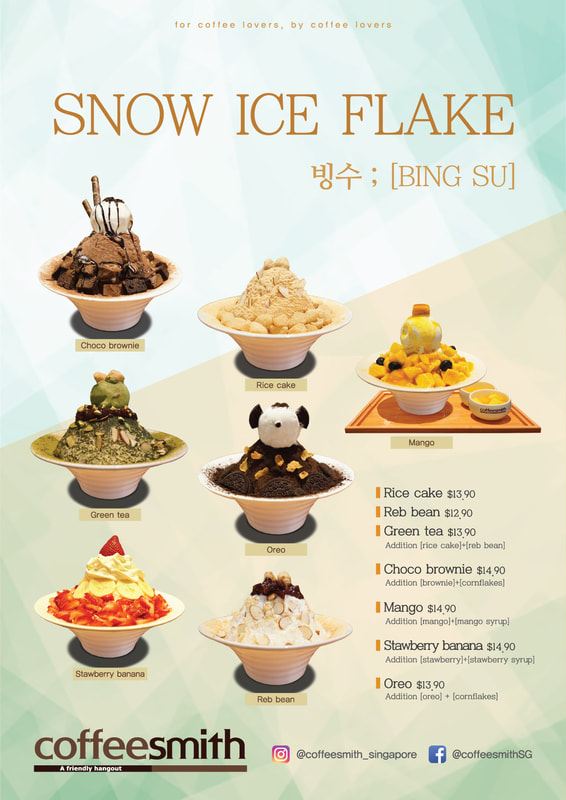 for coffee lovers, by coffee lovers
SNOW ICE FLAKE
빙수 ; [BING SU]
Choco brownie
Rice cake
Mango
Green tea
Oreo
Stawberry banana
Reb bean
Rice cake $13.90
Reb bean $12.90
Green tea $13.90
Addition [rice cake]+[reb bean]
Choco brownie $14.90
Addition [brownie]+[cornflakes]
Mango $14.90
Addition [mango]+[mango syrup]
Stawberry banana $14.90
Addition [stawberry]+[stawberry syrup]
Oreo $13.90
Addition [oreo] + [cornflakes]
coffeesmith
coffeesmith
A friendly hangout
@coffeesmith_singapore
@coffeesmithSG